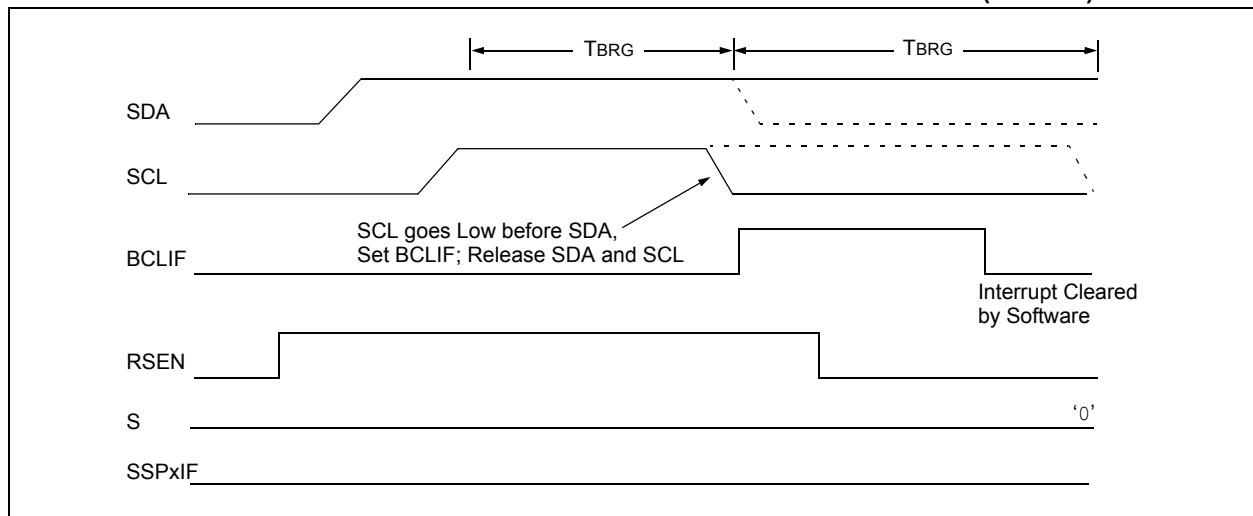 TBRG TBRG
SDA
SCL
SCL goes Low before SDA,
Set BCLIF; Release SDA and SCL
BCLIF
Interrupt Cleared
by Software
RSEN
S
‘0’
SSPxIF